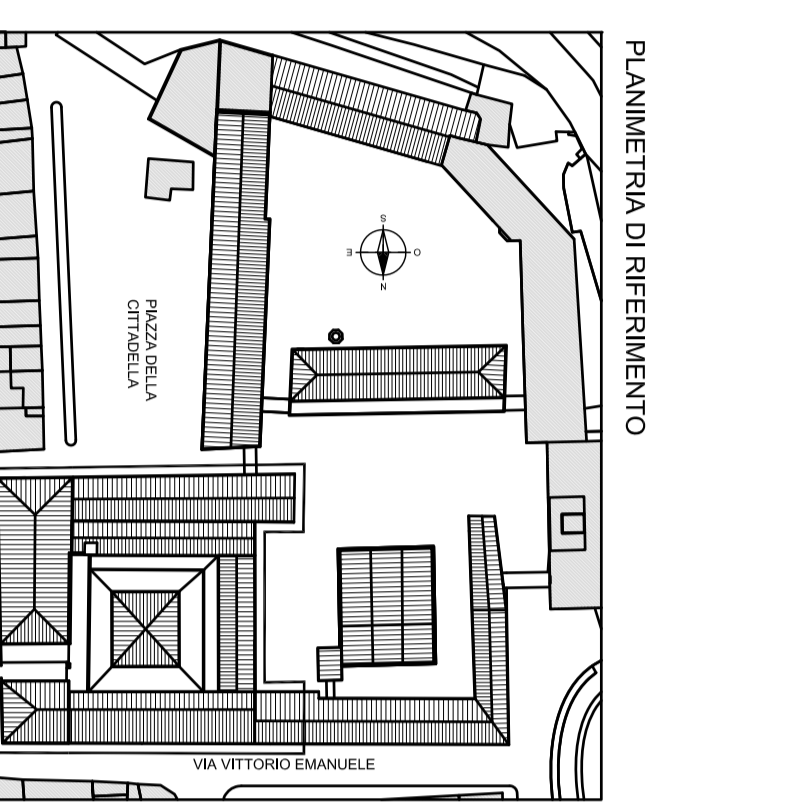 PLANIMETRIA DI RIFERIMENTO
S
E
O
N
PIAZZA DELLA
CITTADELLA
VIA VITTORIO EMANUELE